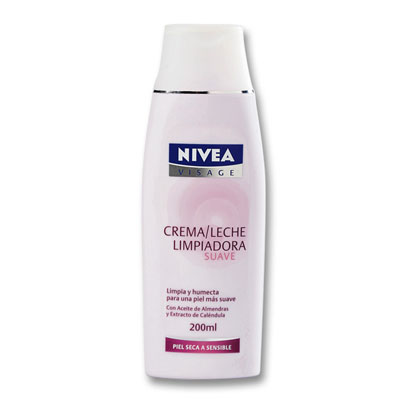 NIVEA
VISAGE
CREMA/LECHE
LIMPIADORA
SUAVE
Limpia y humecta
para una piel más suave
Con Aceite de Almendras
y Extracto de Caléndula
200ml
PIEL SECA A SENSIBLE